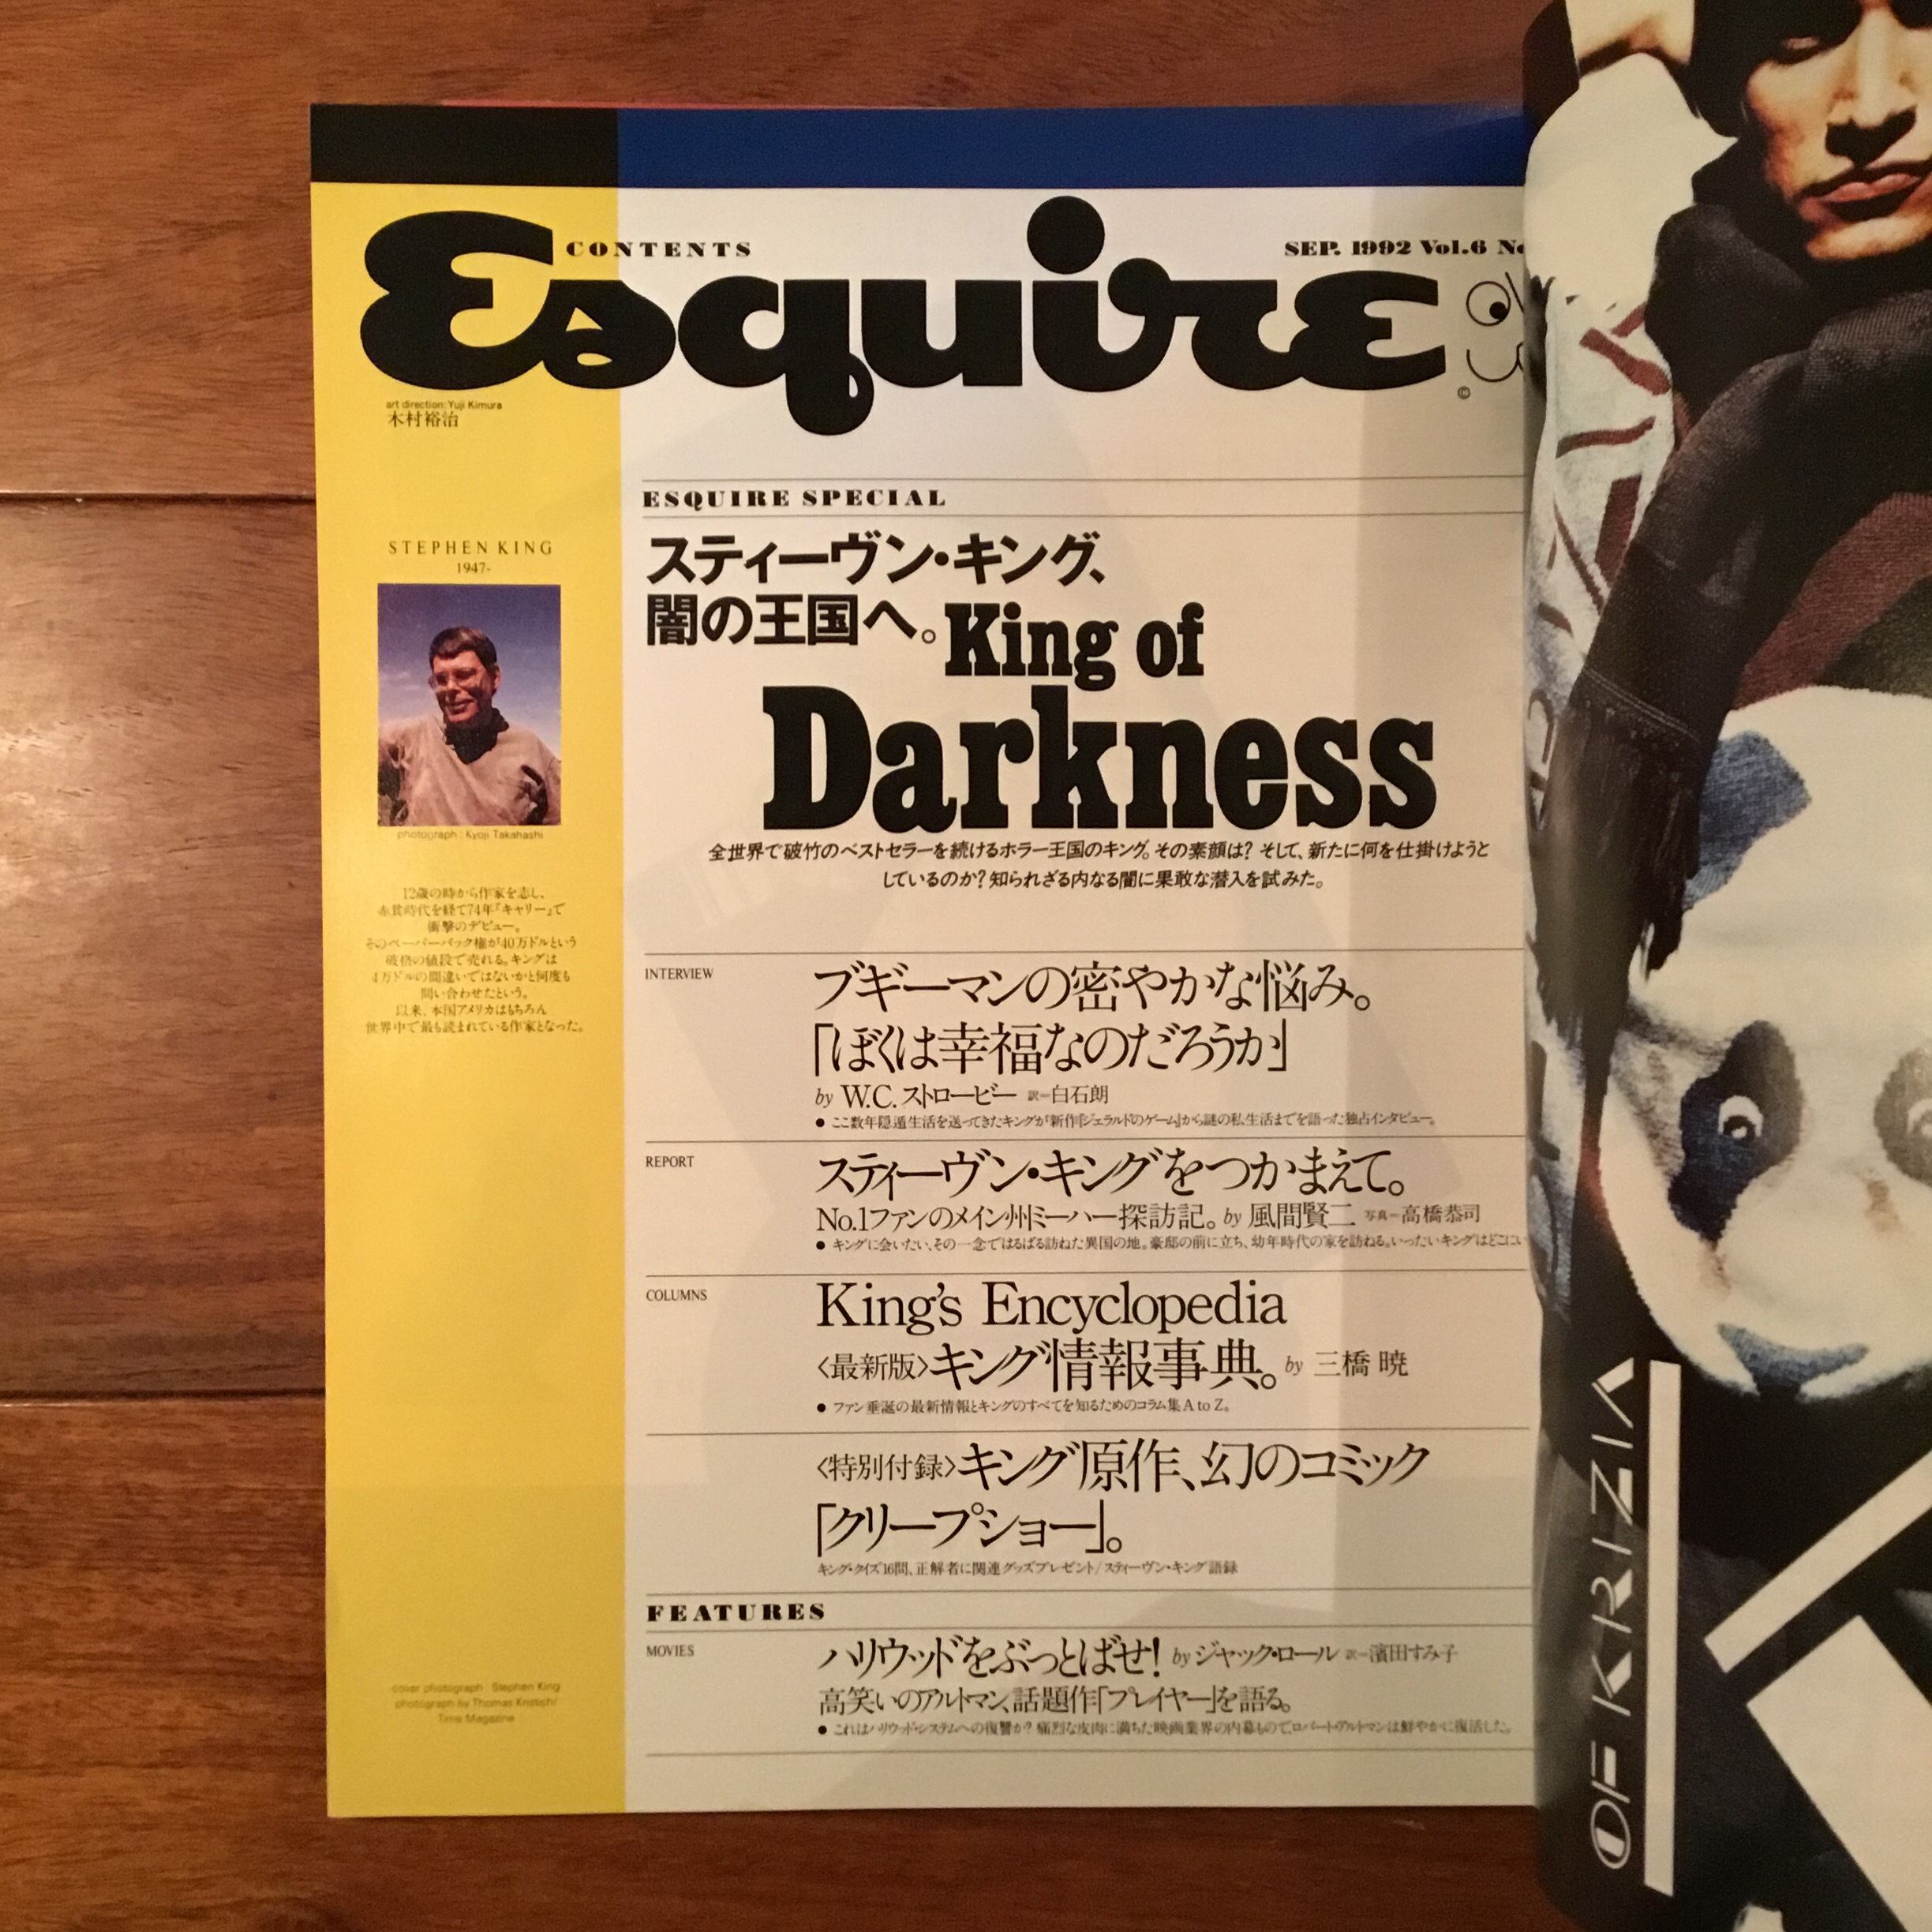 CONTENTS
SEP. 1992 Vol.6
Esquire
©
art direction: Yuji Kimura
木村裕治
STEPHEN KING
1947-
photograph : Kyoji Takahashi
12歳の時から作家を志し、
赤貧時代を経て74年『キャリー』で
衝撃のデビュー。
そのペーパーバック権が40万ドルという
破格の値段で売れる。キングは
4万ドルの間違いではないかと何度も
問い合わせたという。
以来、本国アメリカはもちろん
世界中で最も読まれている作家となった。
cover photograph : Stephen King
photograph by Thomas
Time Magazine
ESQUIRE SPECIAL
スティーヴン・キング、
闇の王国へ。King of
Darkness
全世界で破竹のベストセラーを続けるホラー王国のキング。その素顔は? そして、新たに何を仕掛けようと
しているのか? 知られざる内なる闇に果敢な潜入を試みた。
INTERVIEW
ブギーマンの密やかな悩み。
「ぼくは幸福なのだろうか」
by W.C.ストロービー 訳=白石朗
● ここ数年隠遁生活を送ってきたキングが新作『ジェラルドのゲーム』から謎の私生活までを語った独占インタビュー。
REPORT
スティーヴン・キングをつかまえて。
No.1ファンのメイン州ミーハー探訪記。by 風間賢二 写真=高橋恭司
● キングに会いたい、その一念ではるばる訪ねた異国の地。豪邸の前に立ち、幼年時代の家を訪ねる。いったいキングはどこにい
COLUMNS
King's Encyclopedia
〈最新版〉キング情報事典。by 三橋 暁
● ファン垂涎の最新情報とキングのすべてを知るためのコラム集 A to Z。
〈特別付録〉キング原作、幻のコミック
「クリープショー」。
キング・クイズ16問、正解者に関連グッズプレゼント/スティーヴン・キング語録
FEATURES
MOVIES
ハリウッドをぶっとばせ! by ジャック・ロール 訳=濱田すみ子
高笑いのアルトマン、話題作「プレイヤー」を語る。
● これはハリウッド・システムへの復讐か? 痛烈な皮肉に満ちた映画業界の内幕もので、ロバート・アルトマンは鮮やかに復活した。
OF KRIZIA